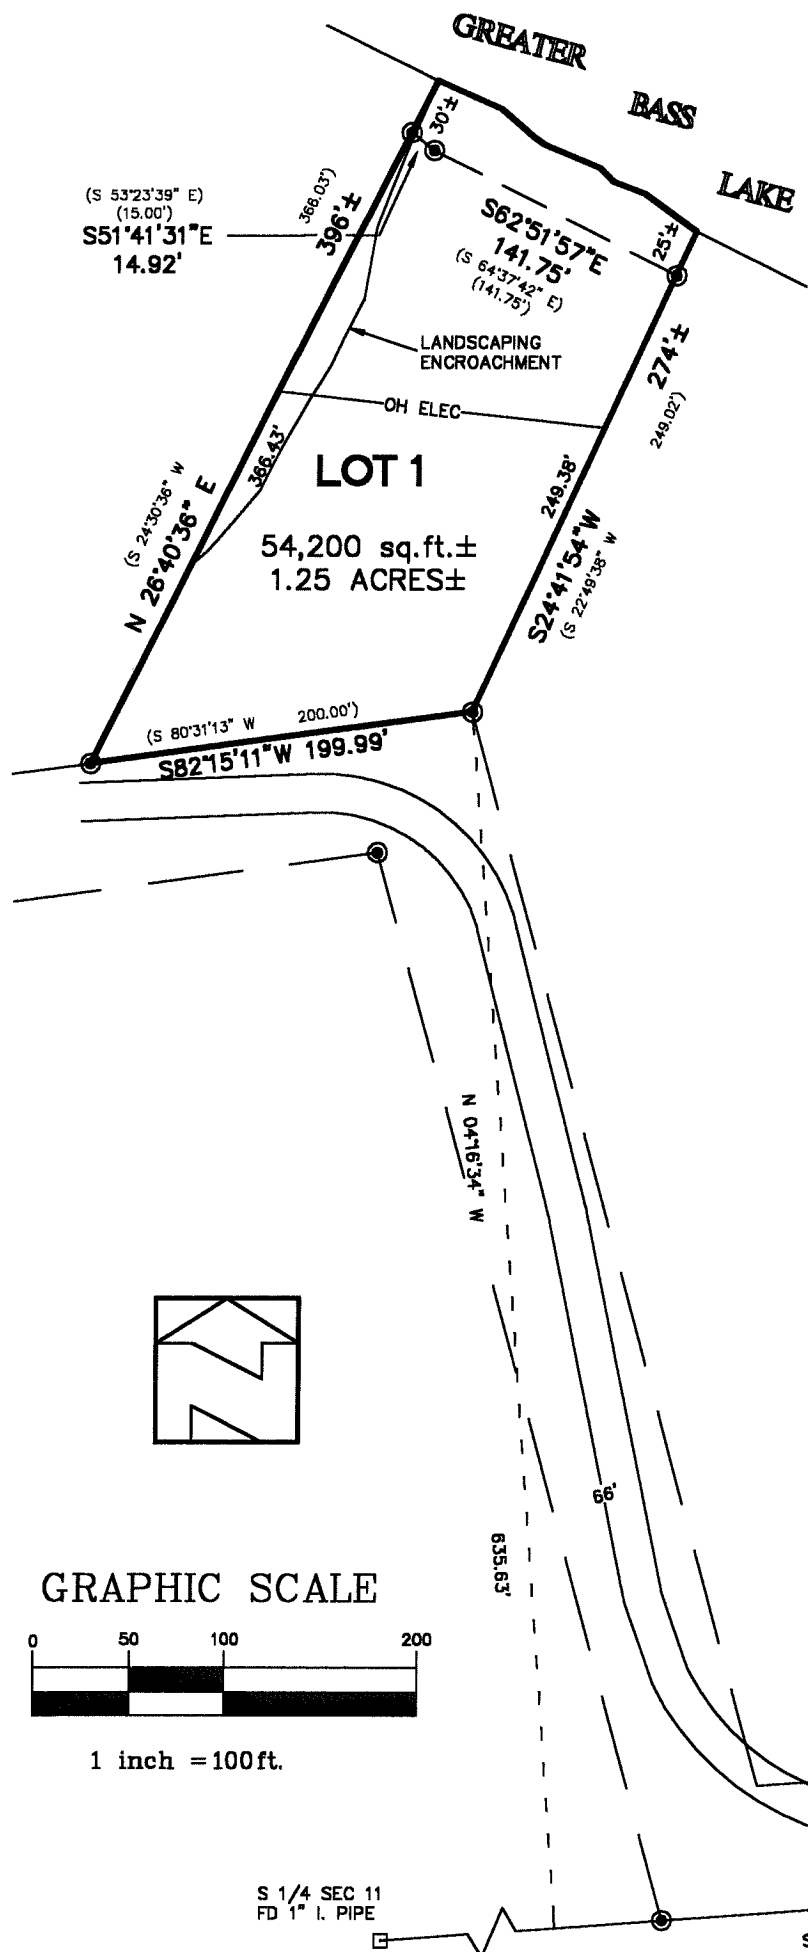 GREATER
BASS
LAKE
30'±
(S 53°23'39" E)
(15.00')
S51°41'31"E
14.92'
366.03')
396'±
S62°51'57"E
141.75'
(S 64°37'42" E)
(141.75')
25'±
LANDSCAPING
ENCROACHMENT
274'±
249.02')
OH ELEC
366.43'
LOT 1
249.38'
(S 24°30'36" W
N 26°40'36" E
54,200 sq.ft.±
1.25 ACRES±
S24°41'54"W
(S 22°49'38" W
(S 80°31'13" W 200.00')
S82°15'11"W 199.99'
N 04°16'34" W
66'
635.63'
GRAPHIC SCALE
0 50 100 200
1 inch = 100 ft.
S 1/4 SEC 11
FD 1" I. PIPE
S